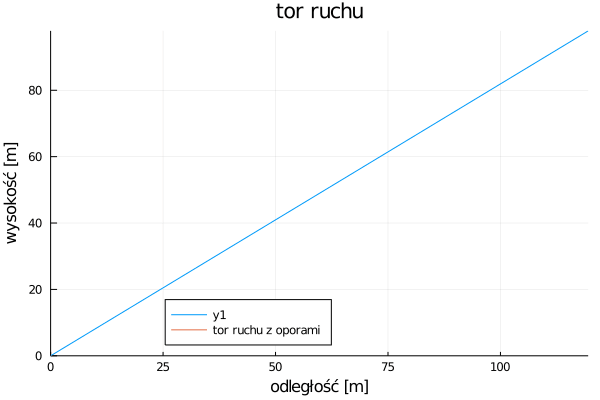 tor ruchu
wysokość [m]
80
60
40
20
0
y1
tor ruchu z oporami
0 25 50 75 100
odległość [m]